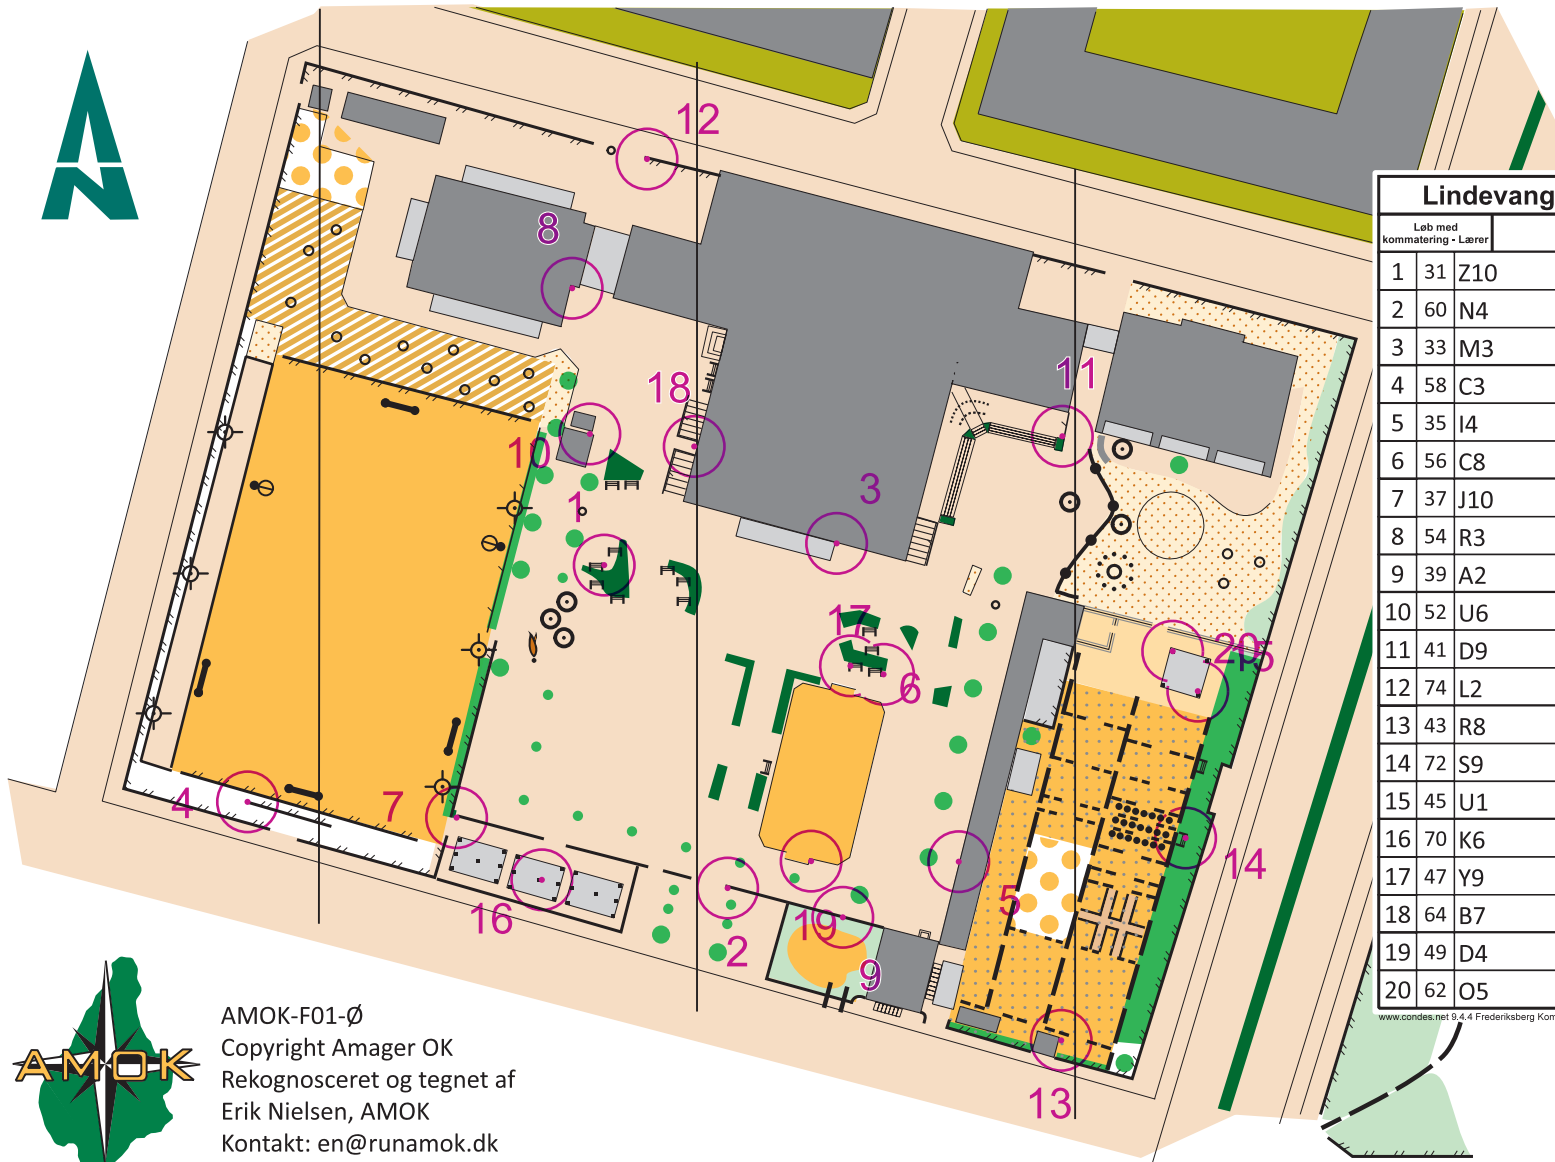 12
8
11
18
10
1
3
17
6
20
15
4
7
16
2
19
9
5
14
13
Lindevang
Løb med
kommatering - Lærer
1 31 Z10
2 60 N4
3 33 M3
4 58 C3
5 35 I4
6 56 C8
7 37 J10
8 54 R3
9 39 A2
10 52 U6
11 41 D9
12 74 L2
13 43 R8
14 72 S9
15 45 U1
16 70 K6
17 47 Y9
18 64 B7
19 49 D4
20 62 O5
www.condes.net 9.4.4 Frederiksberg Kom
AMOK
AMOK-F01-Ø
Copyright Amager OK
Rekognosceret og tegnet af
Erik Nielsen, AMOK
Kontakt: en@runamok.dk